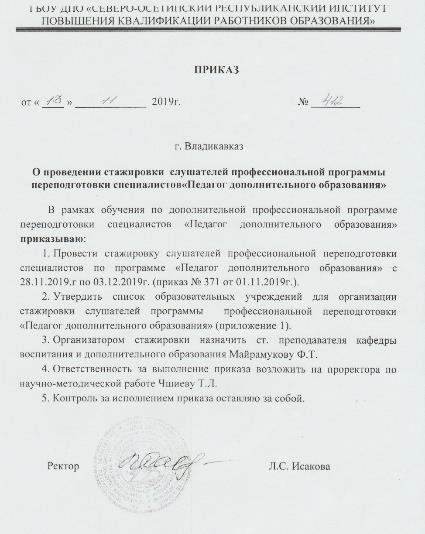 ГБОУ ДПО «СЕВЕРО-ОСЕТИНСКИЙ РЕСПУБЛИКАНСКИЙ ИНСТИТУТ
ПОВЫШЕНИЯ КВАЛИФИКАЦИИ РАБОТНИКОВ ОБРАЗОВАНИЯ»
ПРИКАЗ
от « 13 » 11 2019г. № 412
г. Владикавказ
О проведении стажировки слушателей профессиональной программы
переподготовки специалистов«Педагог дополнительного образования»
В рамках обучения по дополнительной профессиональной программе
переподготовки специалистов «Педагог дополнительного образования»
приказываю:
1. Провести стажировку слушателей профессиональной переподготовки
специалистов по программе «Педагог дополнительного образования» с
28.11.2019.г по 03.12.2019г. (приказ № 371 от 01.11.2019г.).
2. Утвердить список образовательных учреждений для организации
стажировки слушателей программы профессиональной переподготовки
«Педагог дополнительного образования» (приложение 1).
3. Организатором стажировки назначить ст. преподавателя кафедры
воспитания и дополнительного образования Майрамукову Ф.Т.
4. Ответственность за выполнение приказа возложить на проректора по
научно-методической работе Чшиеву Т.Л.
5. Контроль за исполнением приказа оставляю за собой.
Ректор Л.С. Исакова